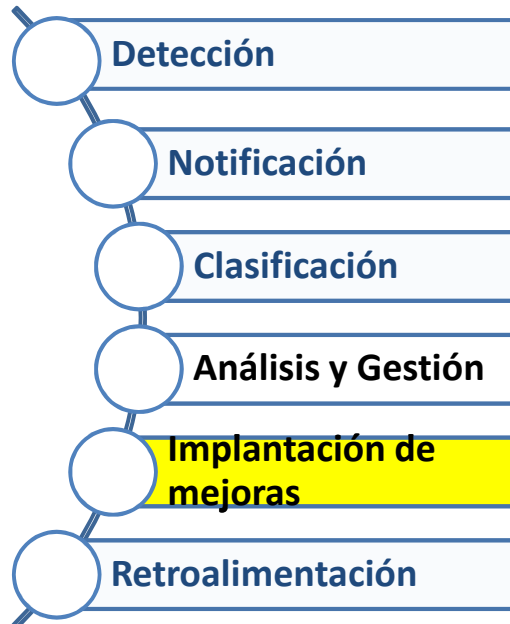 Detección
Notificación
Clasificación
Análisis y Gestión
Implantación de
mejoras
Retroalimentación